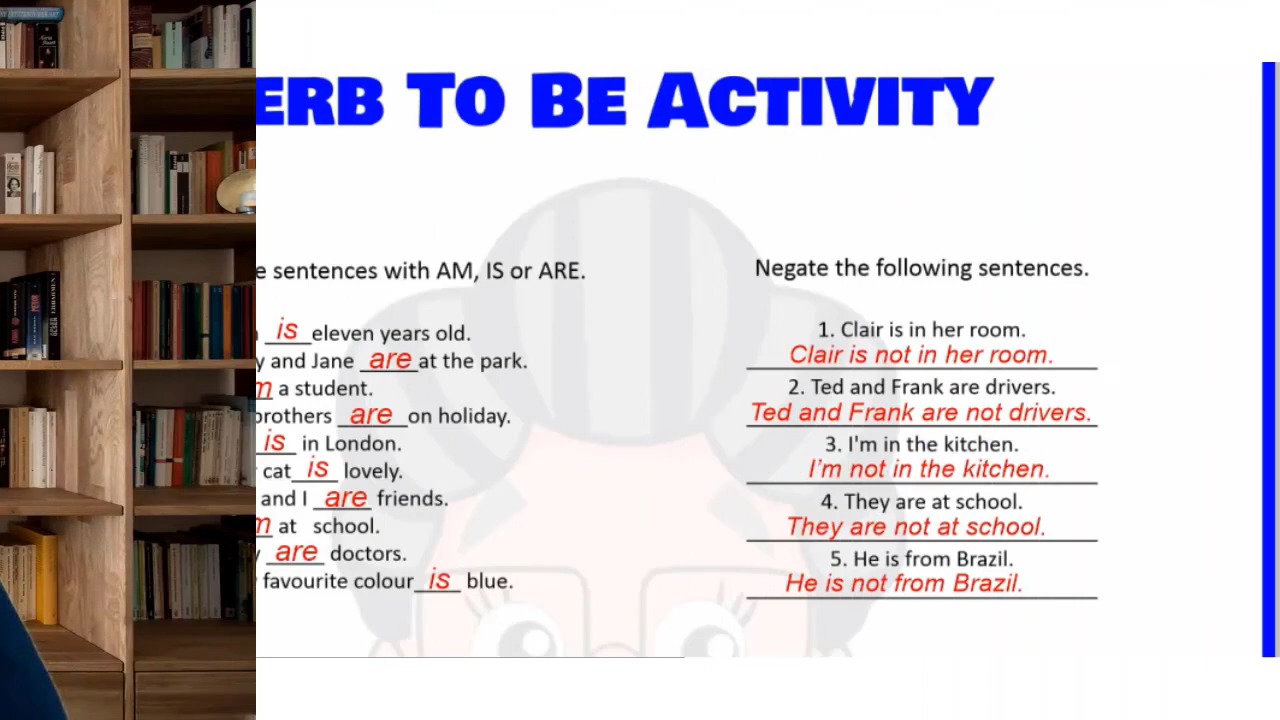 ERB TO BE ACTIVITY
e sentences with AM, IS or ARE.
is eleven years old.
y and Jane are at the park.
m a student.
brothers are on holiday.
is in London.
cat is lovely.
and I are friends.
m at school.
are doctors.
favourite colour is blue.
Negate the following sentences.
1. Clair is in her room.
Clair is not in her room.
2. Ted and Frank are drivers.
Ted and Frank are not drivers.
3. I'm in the kitchen.
I'm not in the kitchen.
4. They are at school.
They are not at school.
5. He is from Brazil.
He is not from Brazil.